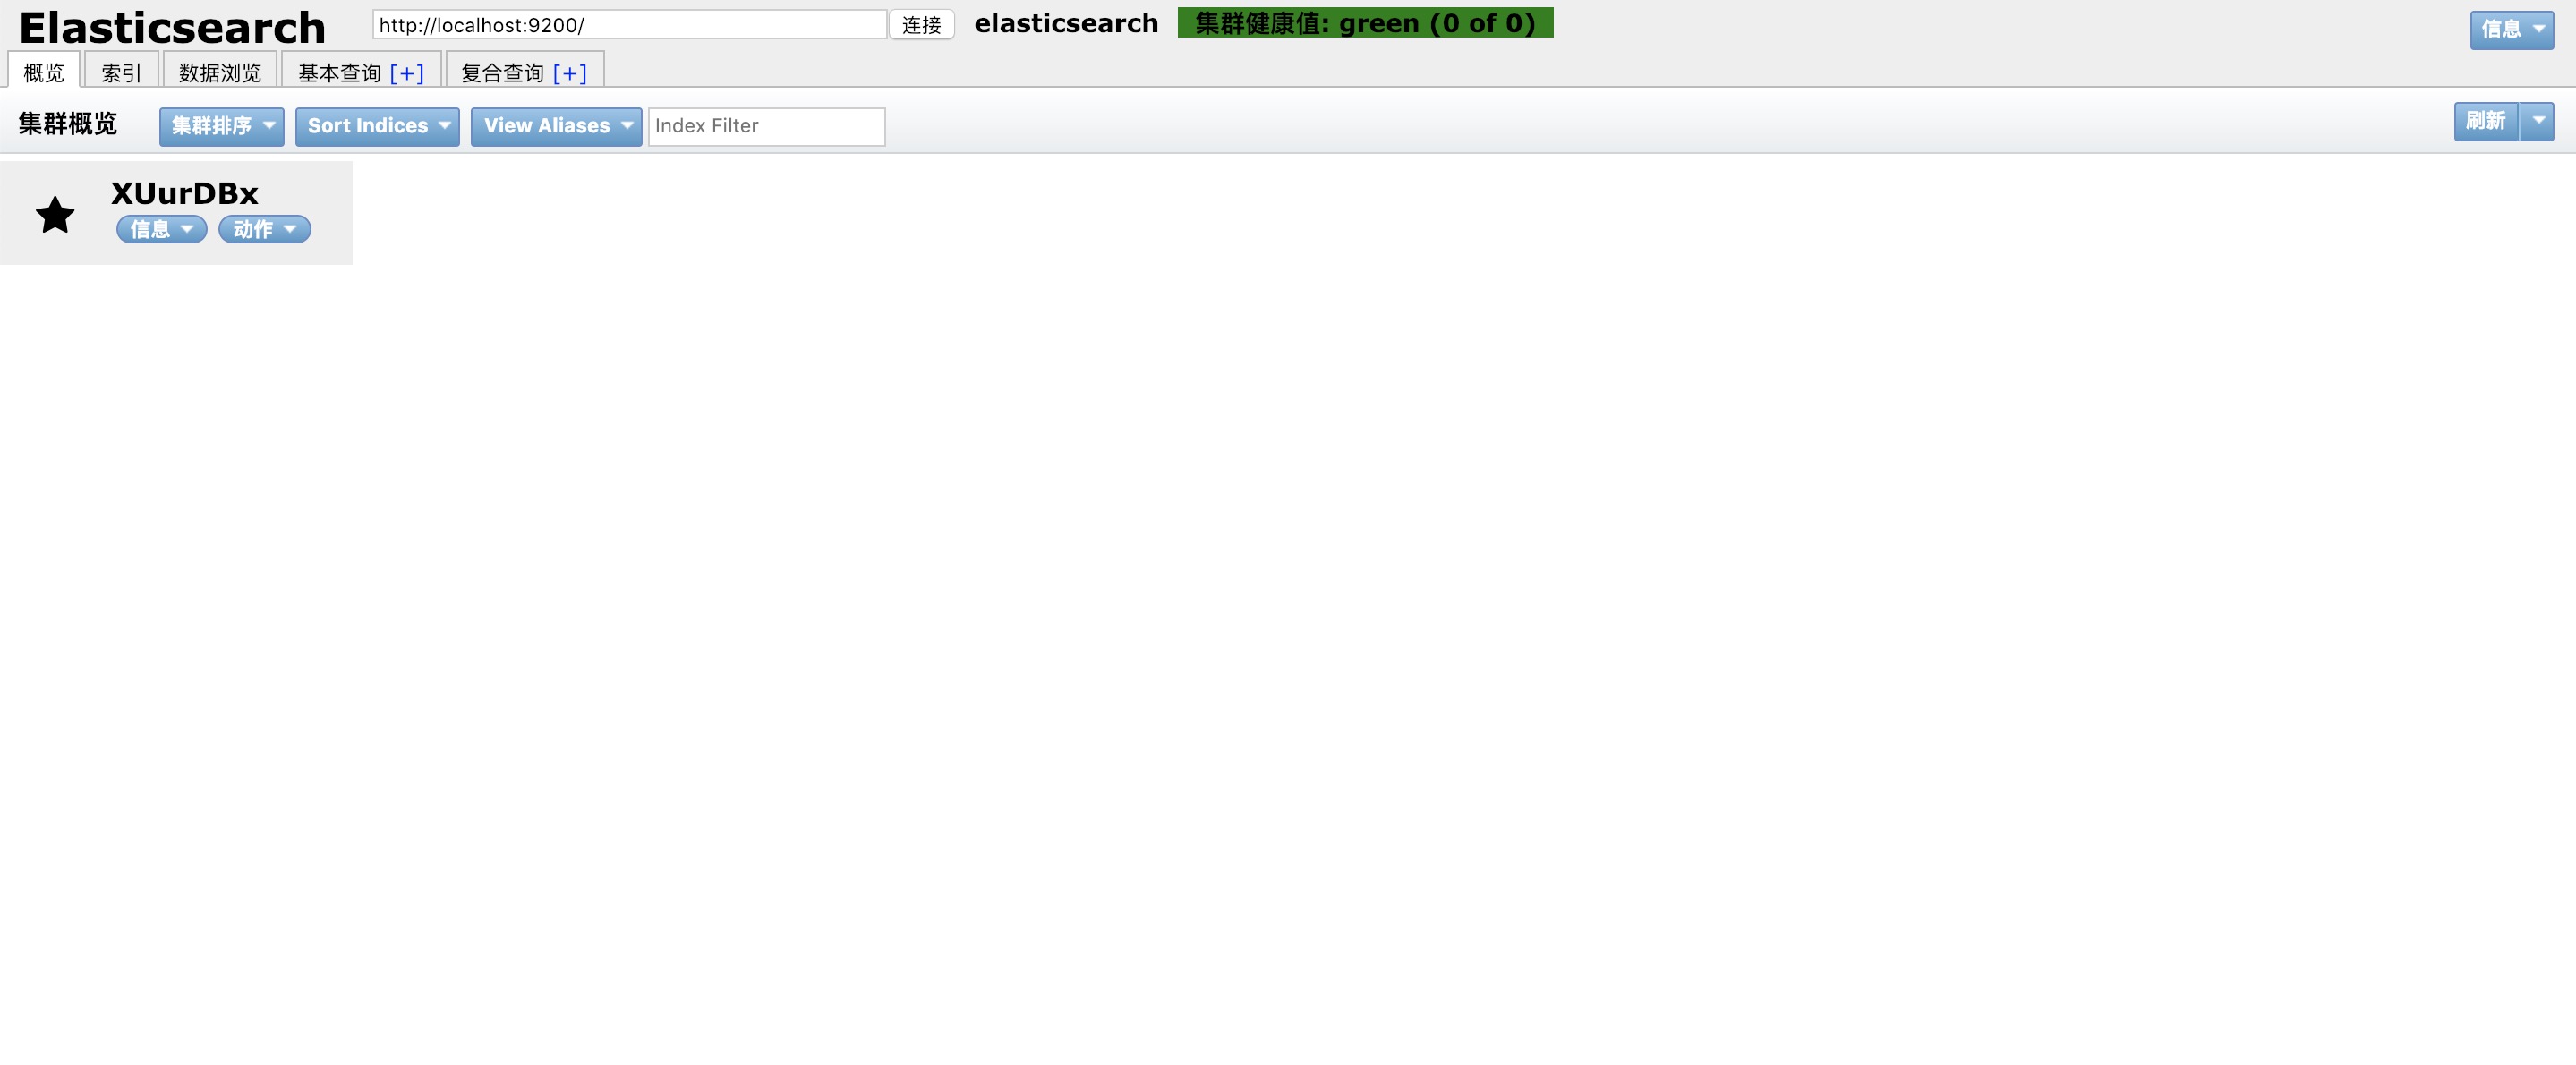 Elasticsearch http://localhost:9200/ 连接 elasticsearch 集群健康值: green (0 of 0) 信息
概览 索引 数据浏览 基本查询 [+] 复合查询 [+]
集群概览 集群排序 Sort Indices View Aliases Index Filter 刷新
XUurDBx
信息 动作